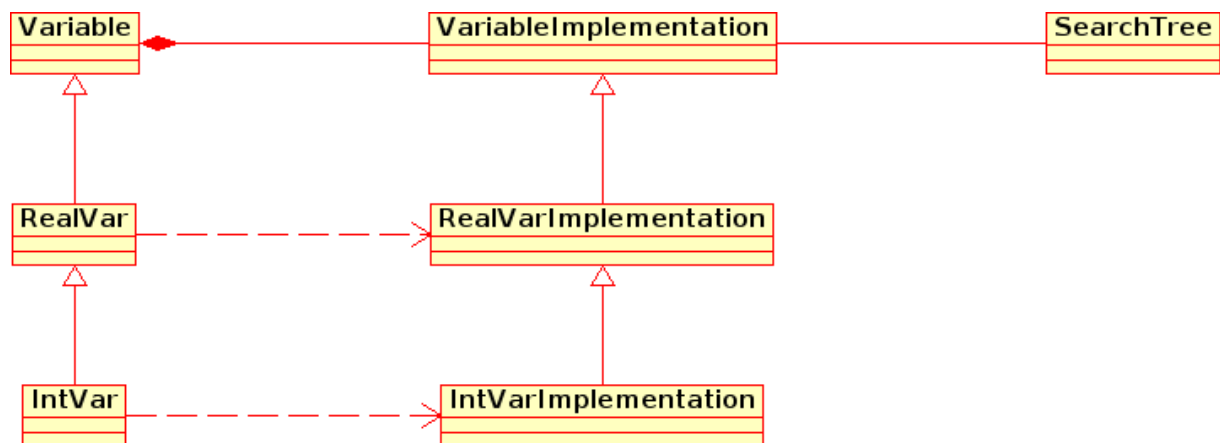 Variable
VariableImplementation
SearchTree
RealVar
RealVarImplementation
IntVar
IntVarImplementation